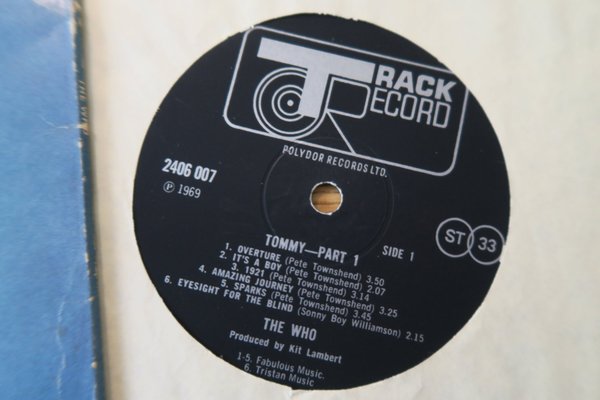 TRACK
RECORD
POLYDOR RECORDS LTD.
2406 007
Ⓟ 1969
TOMMY—PART 1
SIDE 1
ST 33
1. OVERTURE (Pete Townshend) 3.50
2. IT'S A BOY (Pete Townshend) 2.07
3. 1921 (Pete Townshend) 3.14
4. AMAZING JOURNEY (Pete Townshend) 3.25
5. SPARKS (Pete Townshend) 3.45
6. EYESIGHT FOR THE BLIND (Sonny Boy Williamson) 2.15
THE WHO
Produced by Kit Lambert
1-5. Fabulous Music.
6. Tristan Music